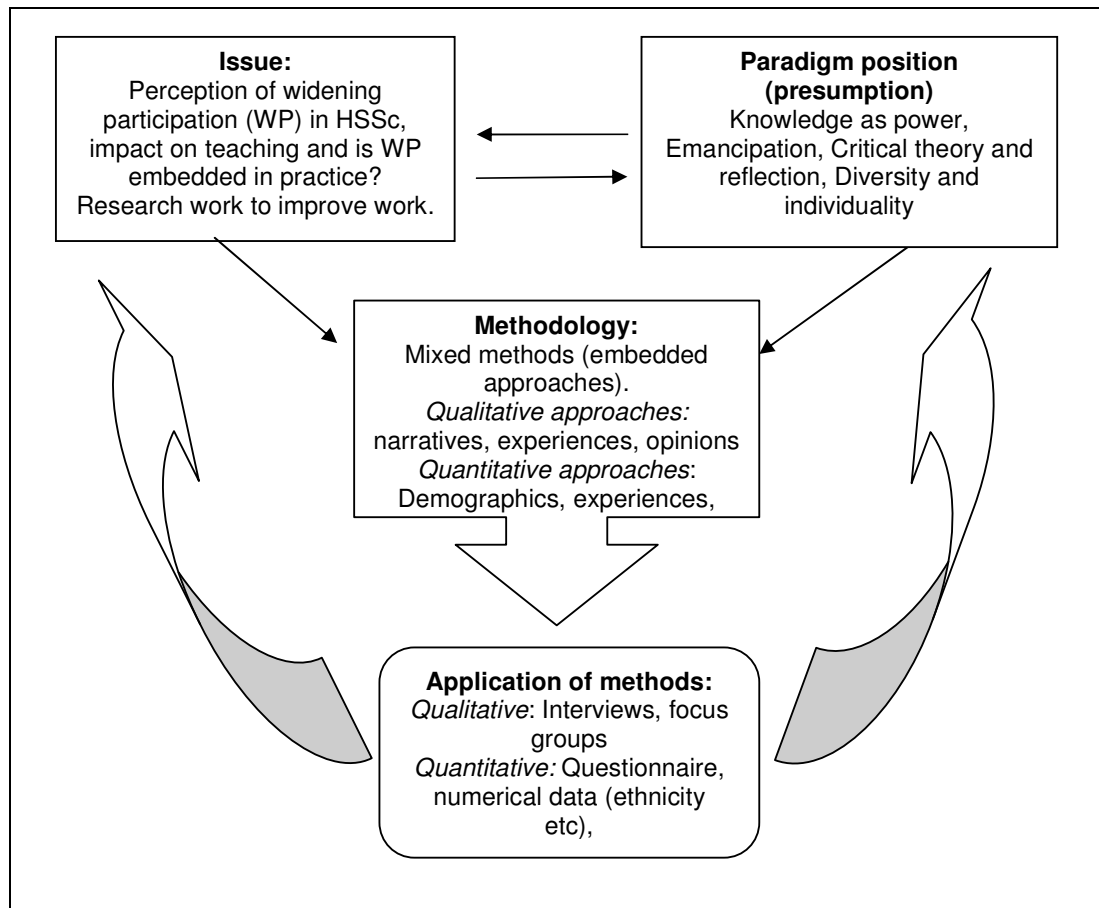 Issue:
Perception of widening
participation (WP) in HSSc,
impact on teaching and is WP
embedded in practice?
Research work to improve work.
Paradigm position
(presumption)
Knowledge as power,
Emancipation, Critical theory and
reflection, Diversity and
individuality
Methodology:
Mixed methods (embedded
approaches).
Qualitative approaches:
narratives, experiences, opinions
Quantitative approaches:
Demographics, experiences,
Application of methods:
Qualitative: Interviews, focus
groups
Quantitative: Questionnaire,
numerical data (ethnicity
etc),